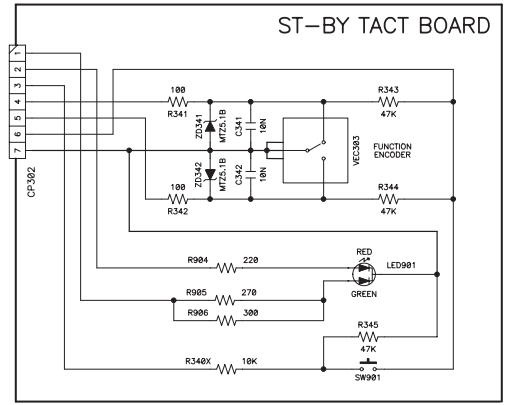 ST-BY TACT BOARD
1
2
3
4
5
6
7
CP302
100
R341
ZD341
MTZ5.1B
C341
10N
R343
47K
VEC303
FUNCTION
ENCODER
100
R342
ZD342
MTZ5.1B
C342
10N
R344
47K
R904 220
RED
LED901
GREEN
R905 270
R906 300
R345
47K
R340X 10K
SW901